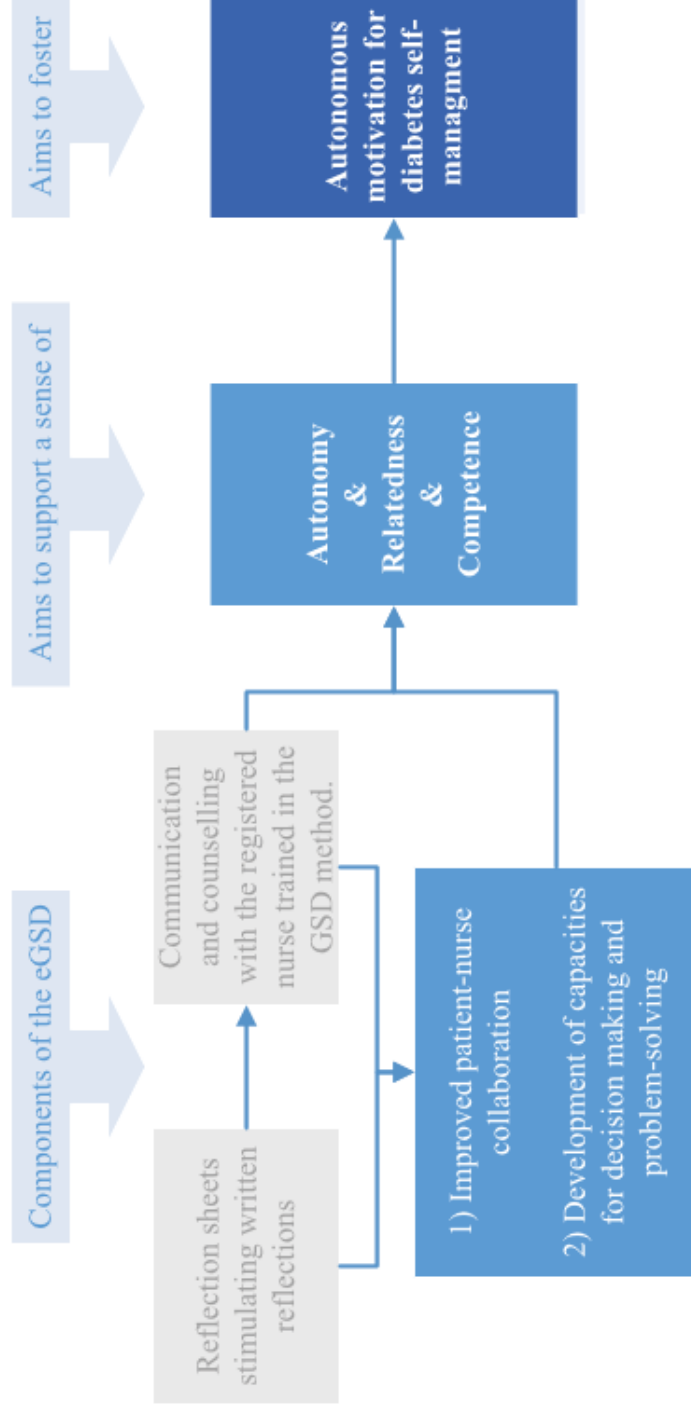 Components of the eGSD
Aims to support a sense of
Aims to foster
Reflection sheets
stimulating written
reflections
Communication
and counselling
with the registered
nurse trained in the
GSD method.
1) Improved patient-nurse
collaboration
2) Development of capacities
for decision making and
problem-solving
Autonomy
&
Relatedness
&
Competence
Autonomous
motivation for
diabetes self-
managment